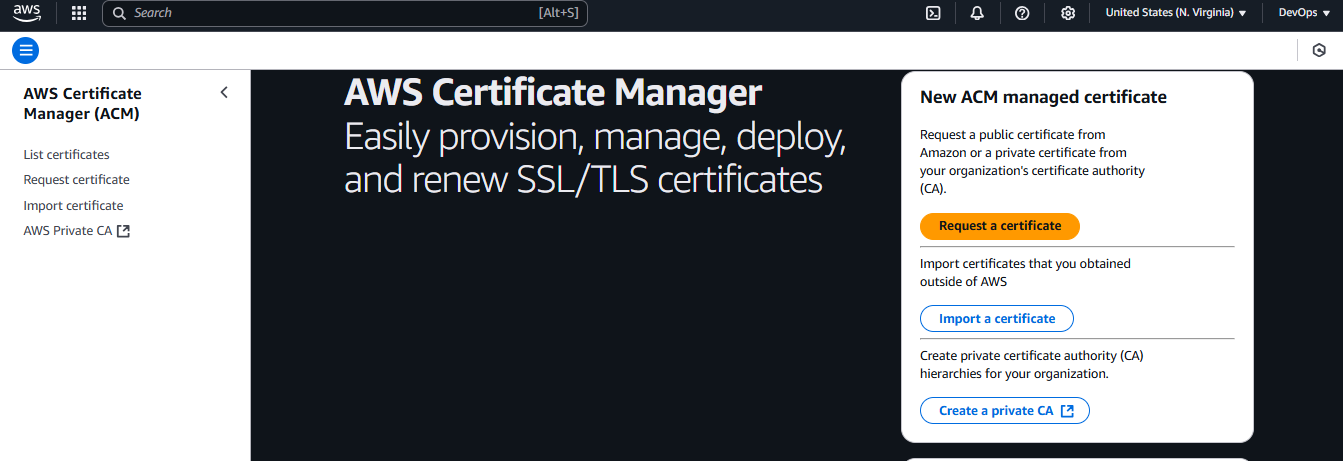 aws
Search
[Alt+S]
United States (N. Virginia)
DevOps
AWS Certificate
Manager (ACM)
List certificates
Request certificate
Import certificate
AWS Private CA
AWS Certificate Manager
Easily provision, manage, deploy,
and renew SSL/TLS certificates
New ACM managed certificate
Request a public certificate from
Amazon or a private certificate from
your organization's certificate authority
(CA).
Request a certificate
Import certificates that you obtained
outside of AWS
Import a certificate
Create private certificate authority (CA)
hierarchies for your organization.
Create a private CA